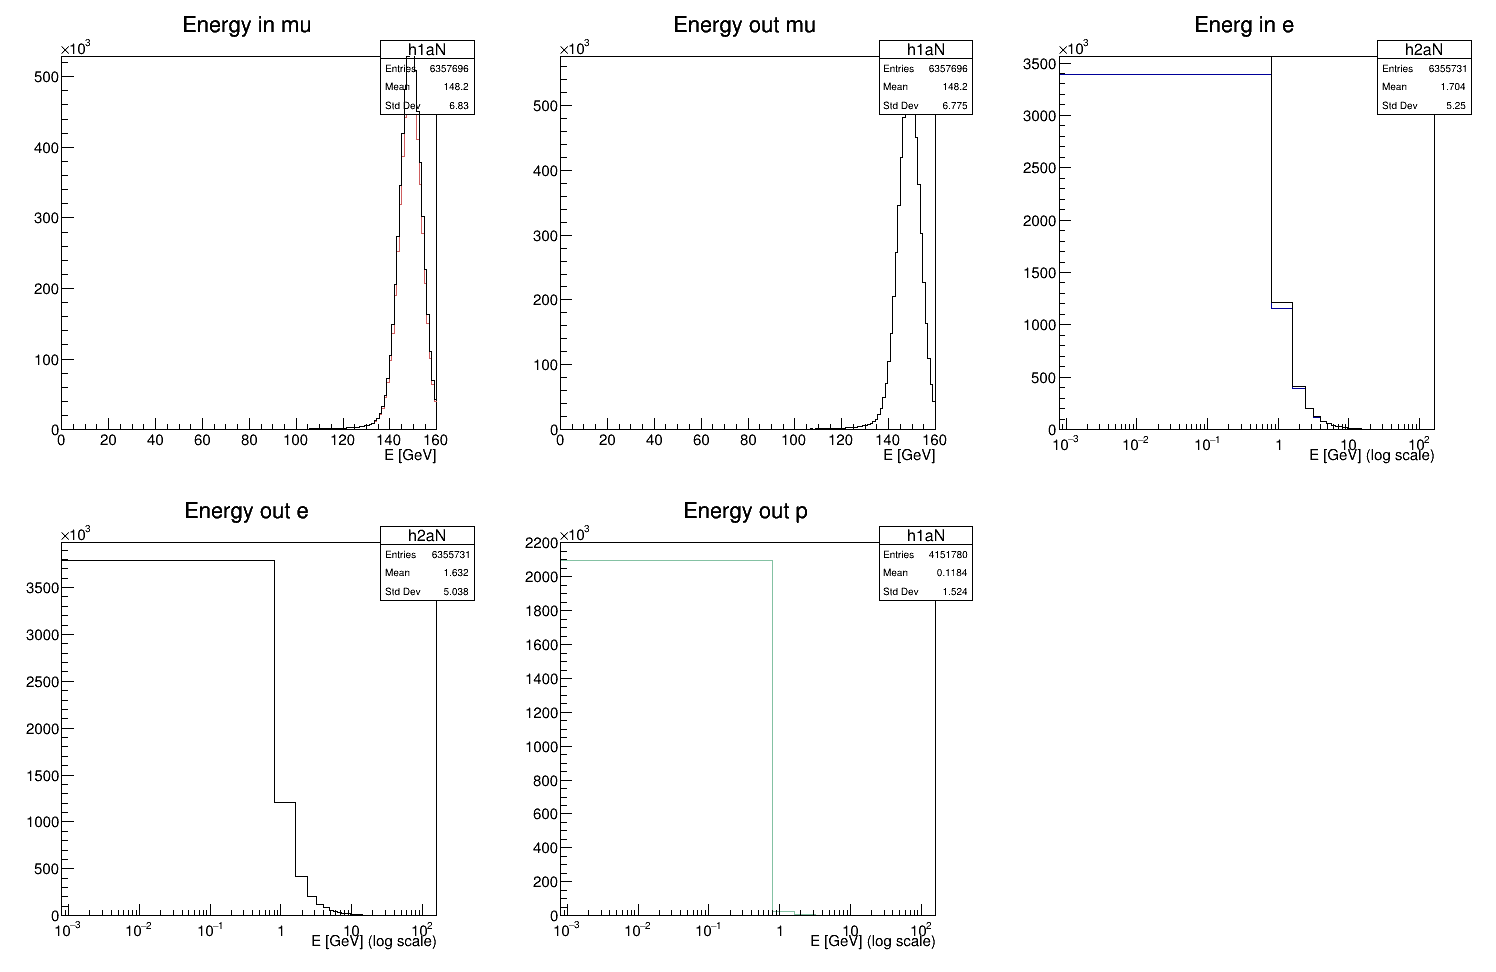 Energy in mu
×10³
h1aN
Entries 6357696
Mean 148.2
Std Dev 6.83
500
400
300
200
100
0
0 20 40 60 80 100 120 140 160
E [GeV]
Energy out mu
×10³
h1aN
Entries 6357696
Mean 148.2
Std Dev 6.775
500
400
300
200
100
0
0 20 40 60 80 100 120 140 160
E [GeV]
Energ in e
×10³
h2aN
Entries 6355731
Mean 1.704
Std Dev 5.25
3500
3000
2500
2000
1500
1000
500
0
10⁻³ 10⁻² 10⁻¹ 1 10 10²
E [GeV] (log scale)
Energy out e
×10³
h2aN
Entries 6355731
Mean 1.632
Std Dev 5.038
3500
3000
2500
2000
1500
1000
500
0
10⁻³ 10⁻² 10⁻¹ 1 10 10²
E [GeV] (log scale)
Energy out p
×10³
h1aN
Entries 4151780
Mean 0.1184
Std Dev 1.524
2200
2000
1800
1600
1400
1200
1000
800
600
400
200
0
10⁻³ 10⁻² 10⁻¹ 1 10 10²
E [GeV] (log scale)